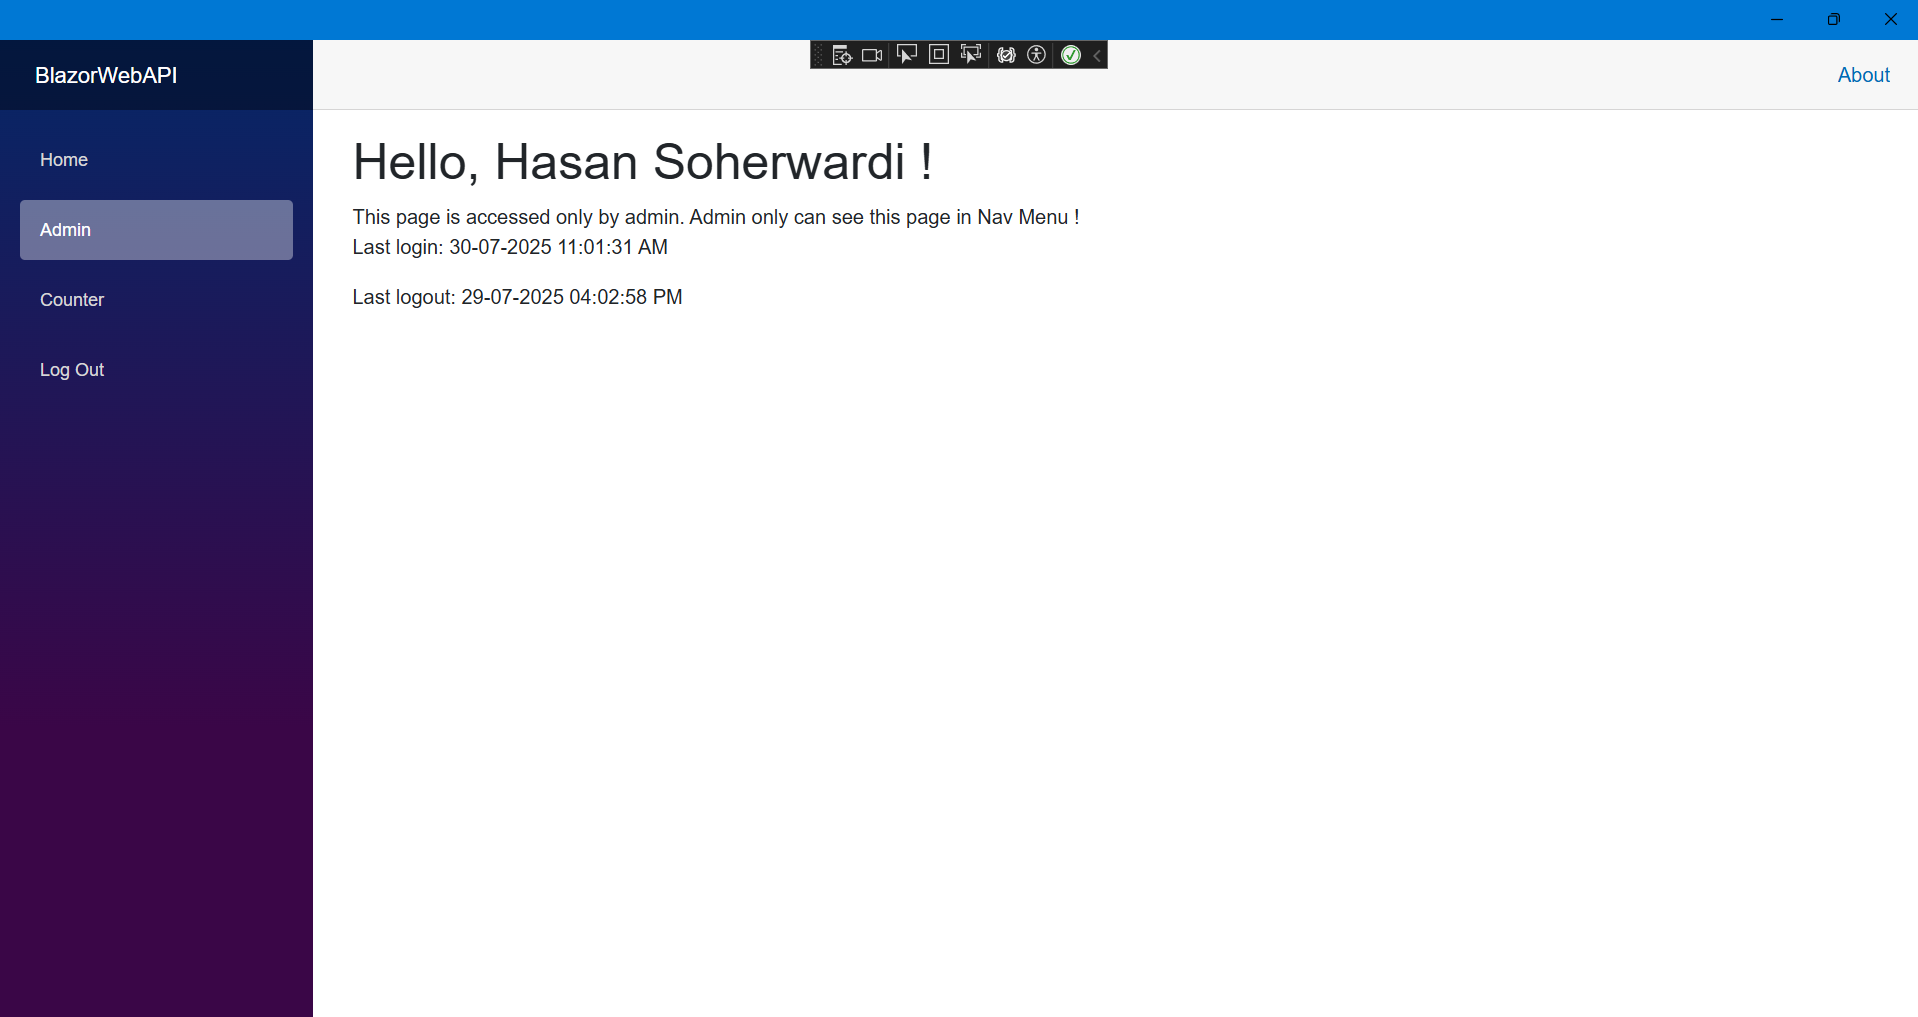 BlazorWebAPI
About
Home
Admin
Counter
Log Out
Hello, Hasan Soherwardi !
This page is accessed only by admin. Admin only can see this page in Nav Menu !
Last login: 30-07-2025 11:01:31 AM
Last logout: 29-07-2025 04:02:58 PM